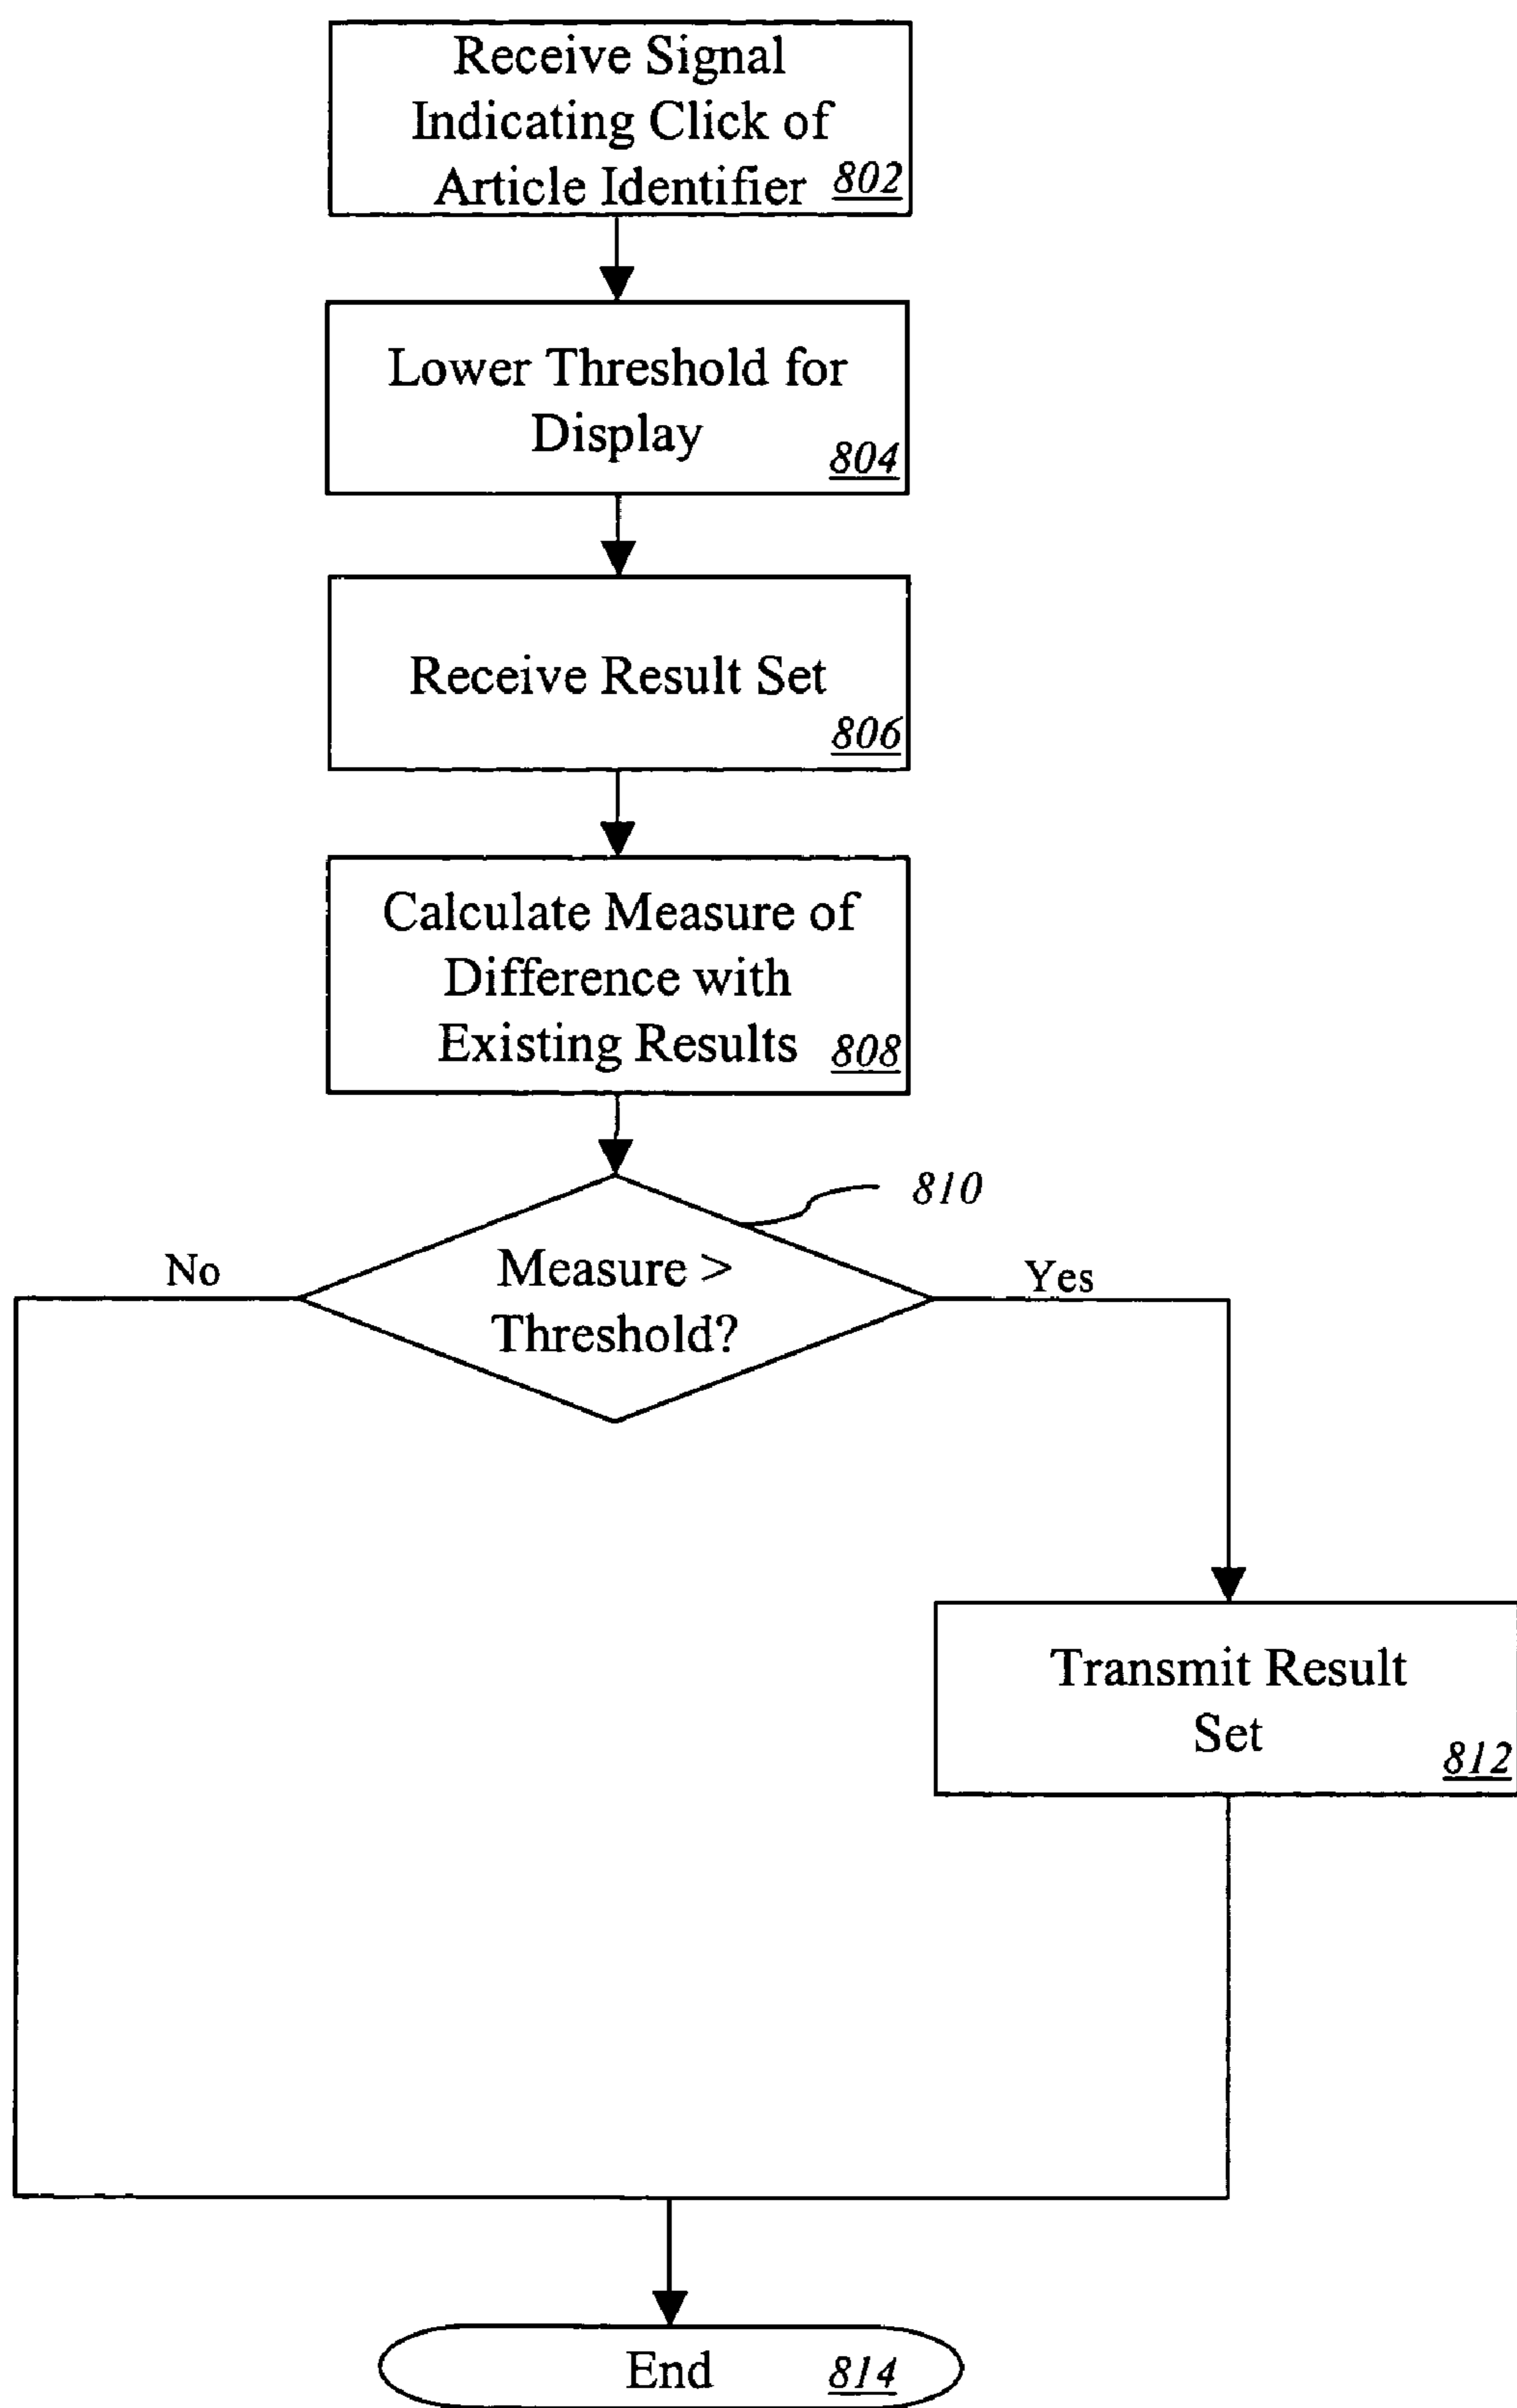 Receive Signal
Indicating Click of
Article Identifier 802
Lower Threshold for
Display
804
Receive Result Set
806
Calculate Measure of
Difference with
Existing Results 808
810
No
Measure >
Threshold?
Yes
Transmit Result
Set
812
End 814